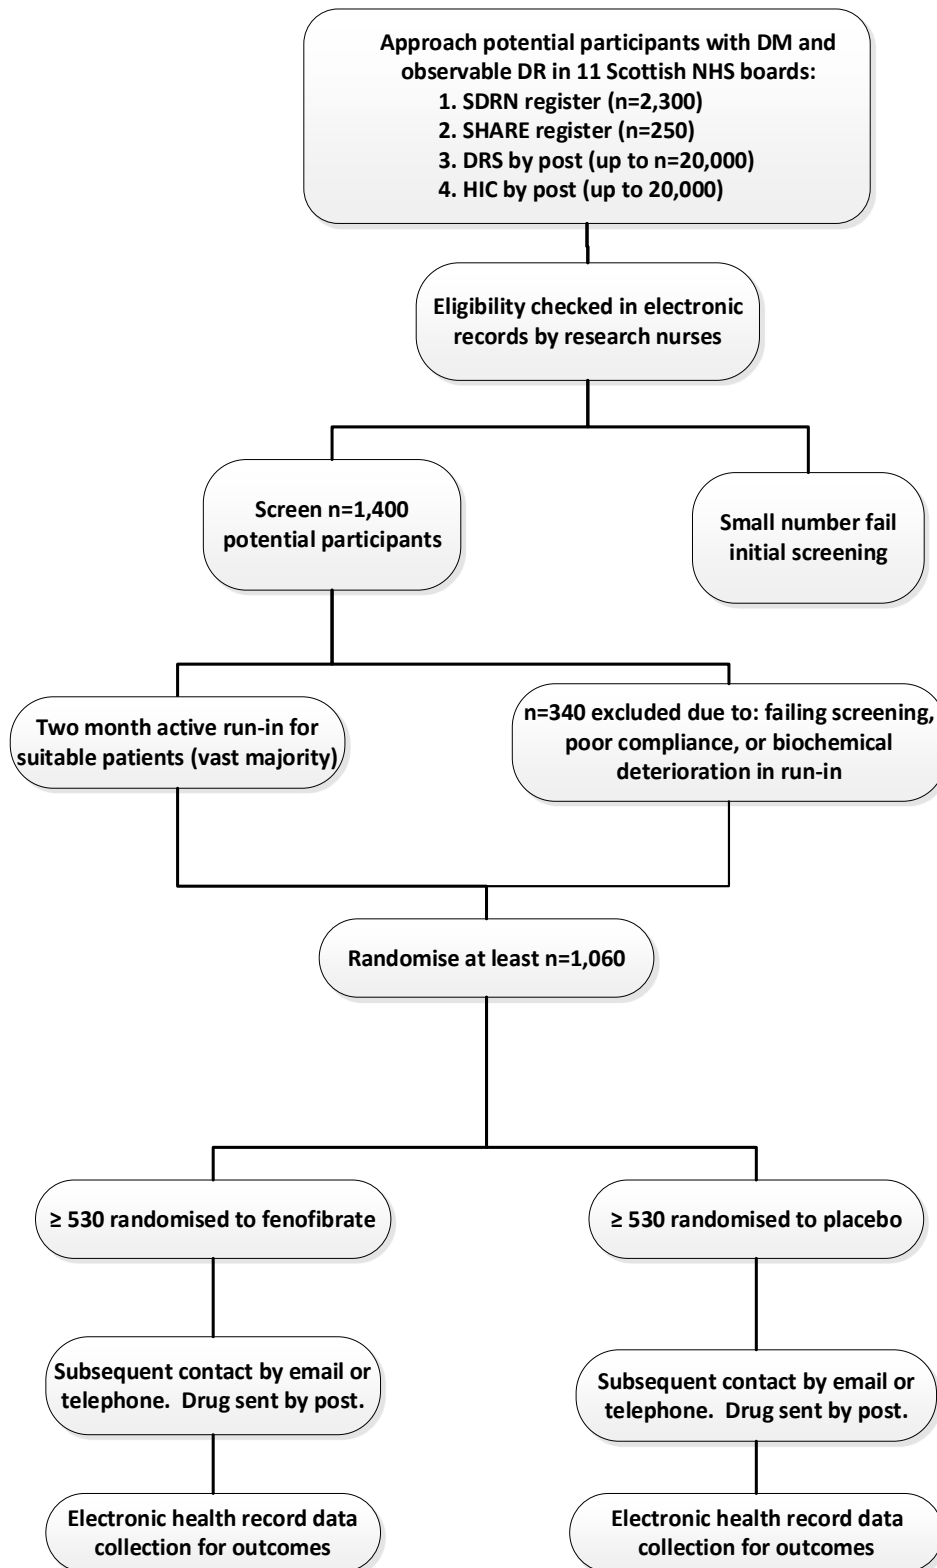 Approach potential participants with DM and
observable DR in 11 Scottish NHS boards:
1. SDRN register (n=2,300)
2. SHARE register (n=250)
3. DRS by post (up to n=20,000)
4. HIC by post (up to 20,000)
Eligibility checked in electronic
records by research nurses
Screen n=1,400
potential participants
Small number fail
initial screening
Two month active run-in for
suitable patients (vast majority)
n=340 excluded due to: failing screening,
poor compliance, or biochemical
deterioration in run-in
Randomise at least n=1,060
≥ 530 randomised to fenofibrate
≥ 530 randomised to placebo
Subsequent contact by email or
telephone.  Drug sent by post.
Subsequent contact by email or
telephone.  Drug sent by post.
Electronic health record data
collection for outcomes
Electronic health record data
collection for outcomes